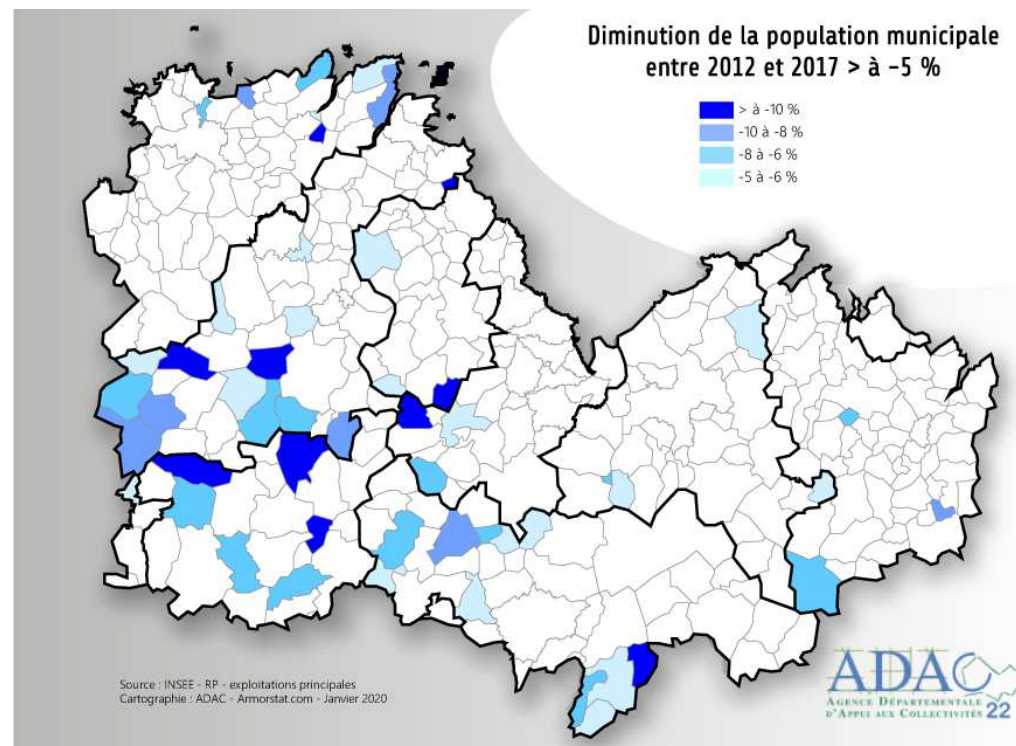 Diminution de la population municipale
entre 2012 et 2017 > à -5 %
> à -10 %
-10 à -8 %
-8 à -6 %
-5 à -6 %
Source : INSEE - RP - exploitations principales
Cartographie : ADAC - Armorstat.com - Janvier 2020
ADAC
AGENCE DÉPARTEMENTALE
D'APPUI AUX COLLECTIVITÉS 22